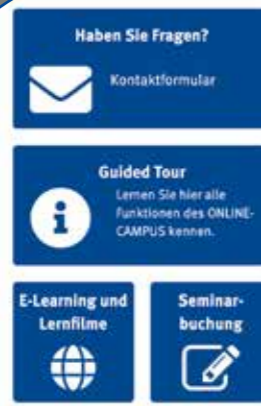 Haben Sie Fragen?
Kontaktformular
Guided Tour
Lernen Sie hier alle
Funktionen des ONLINE-
CAMPUS kennen.
E-Learning und
Lernfilme
Seminar-
buchung